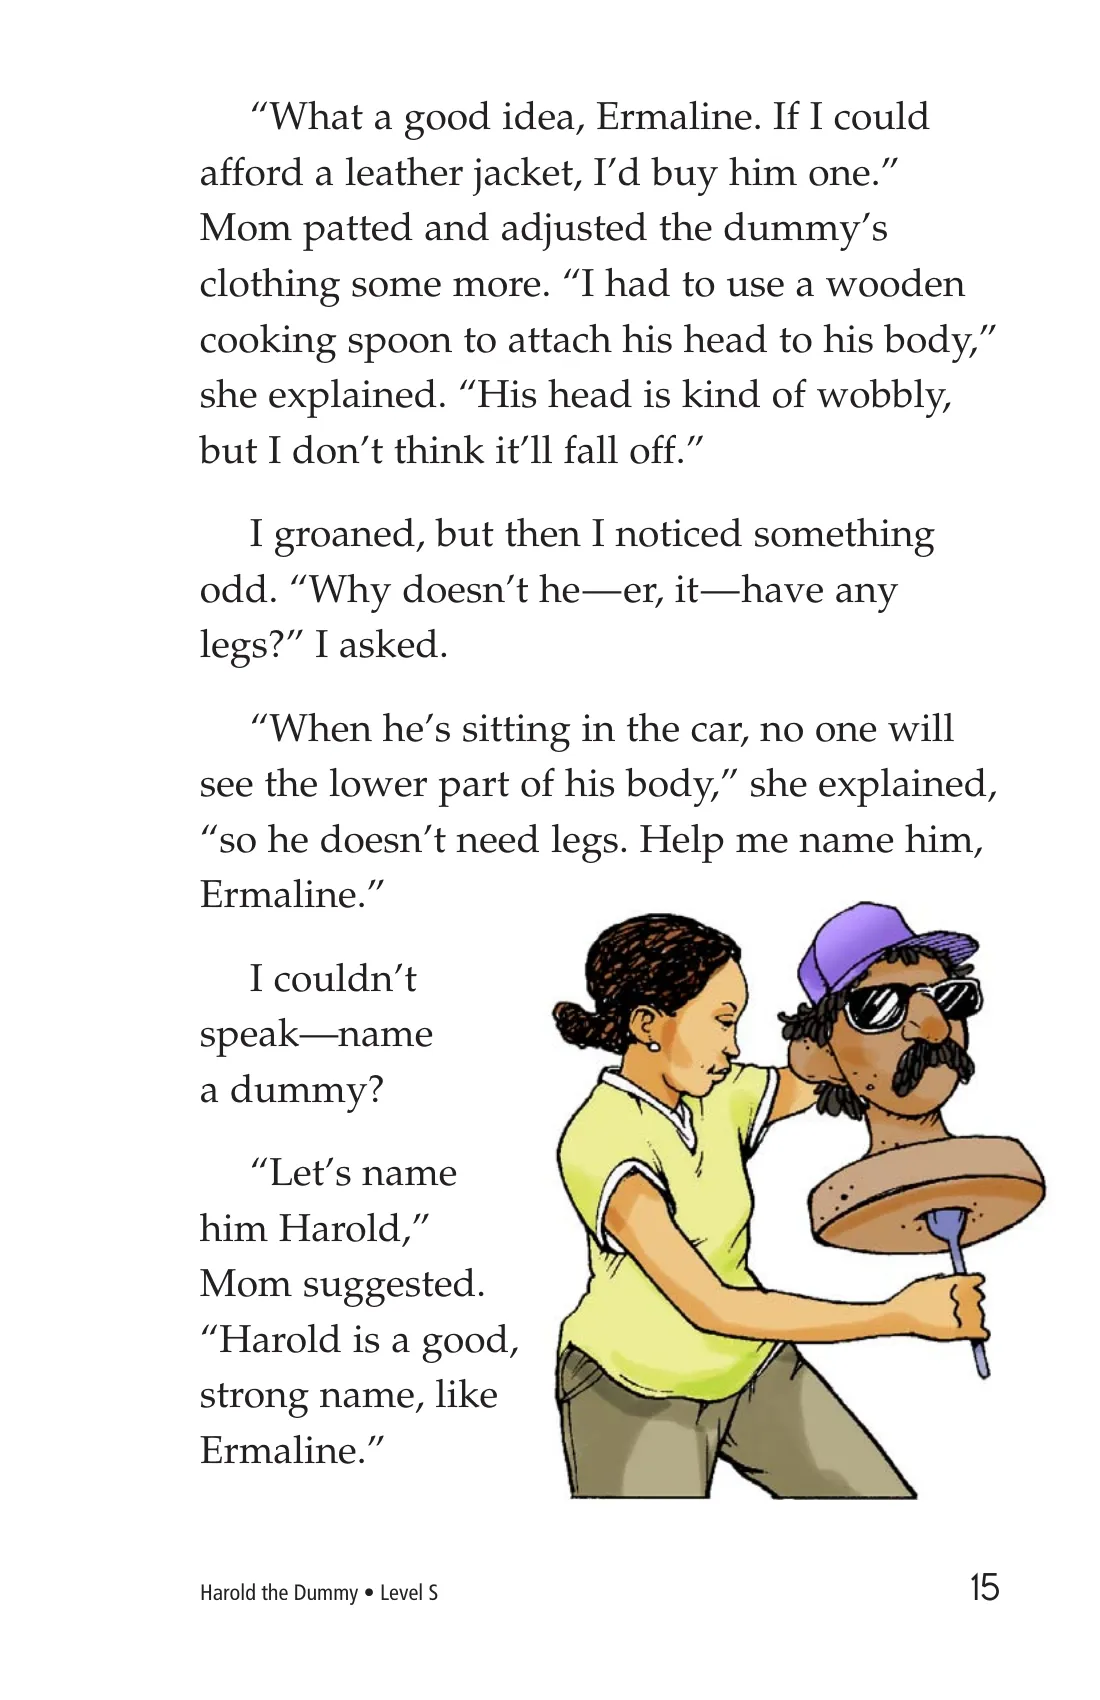 “What a good idea, Ermaline. If I could
afford a leather jacket, I’d buy him one.”
Mom patted and adjusted the dummy’s
clothing some more. “I had to use a wooden
cooking spoon to attach his head to his body,”
she explained. “His head is kind of wobbly,
but I don’t think it’ll fall off.”
I groaned, but then I noticed something
odd. “Why doesn’t he—er, it—have any
legs?” I asked.
“When he’s sitting in the car, no one will
see the lower part of his body,” she explained,
“so he doesn’t need legs. Help me name him,
Ermaline.”
I couldn’t
speak—name
a dummy?
“Let’s name
him Harold,”
Mom suggested.
“Harold is a good,
strong name, like
Ermaline.”
Harold the Dummy • Level S
15